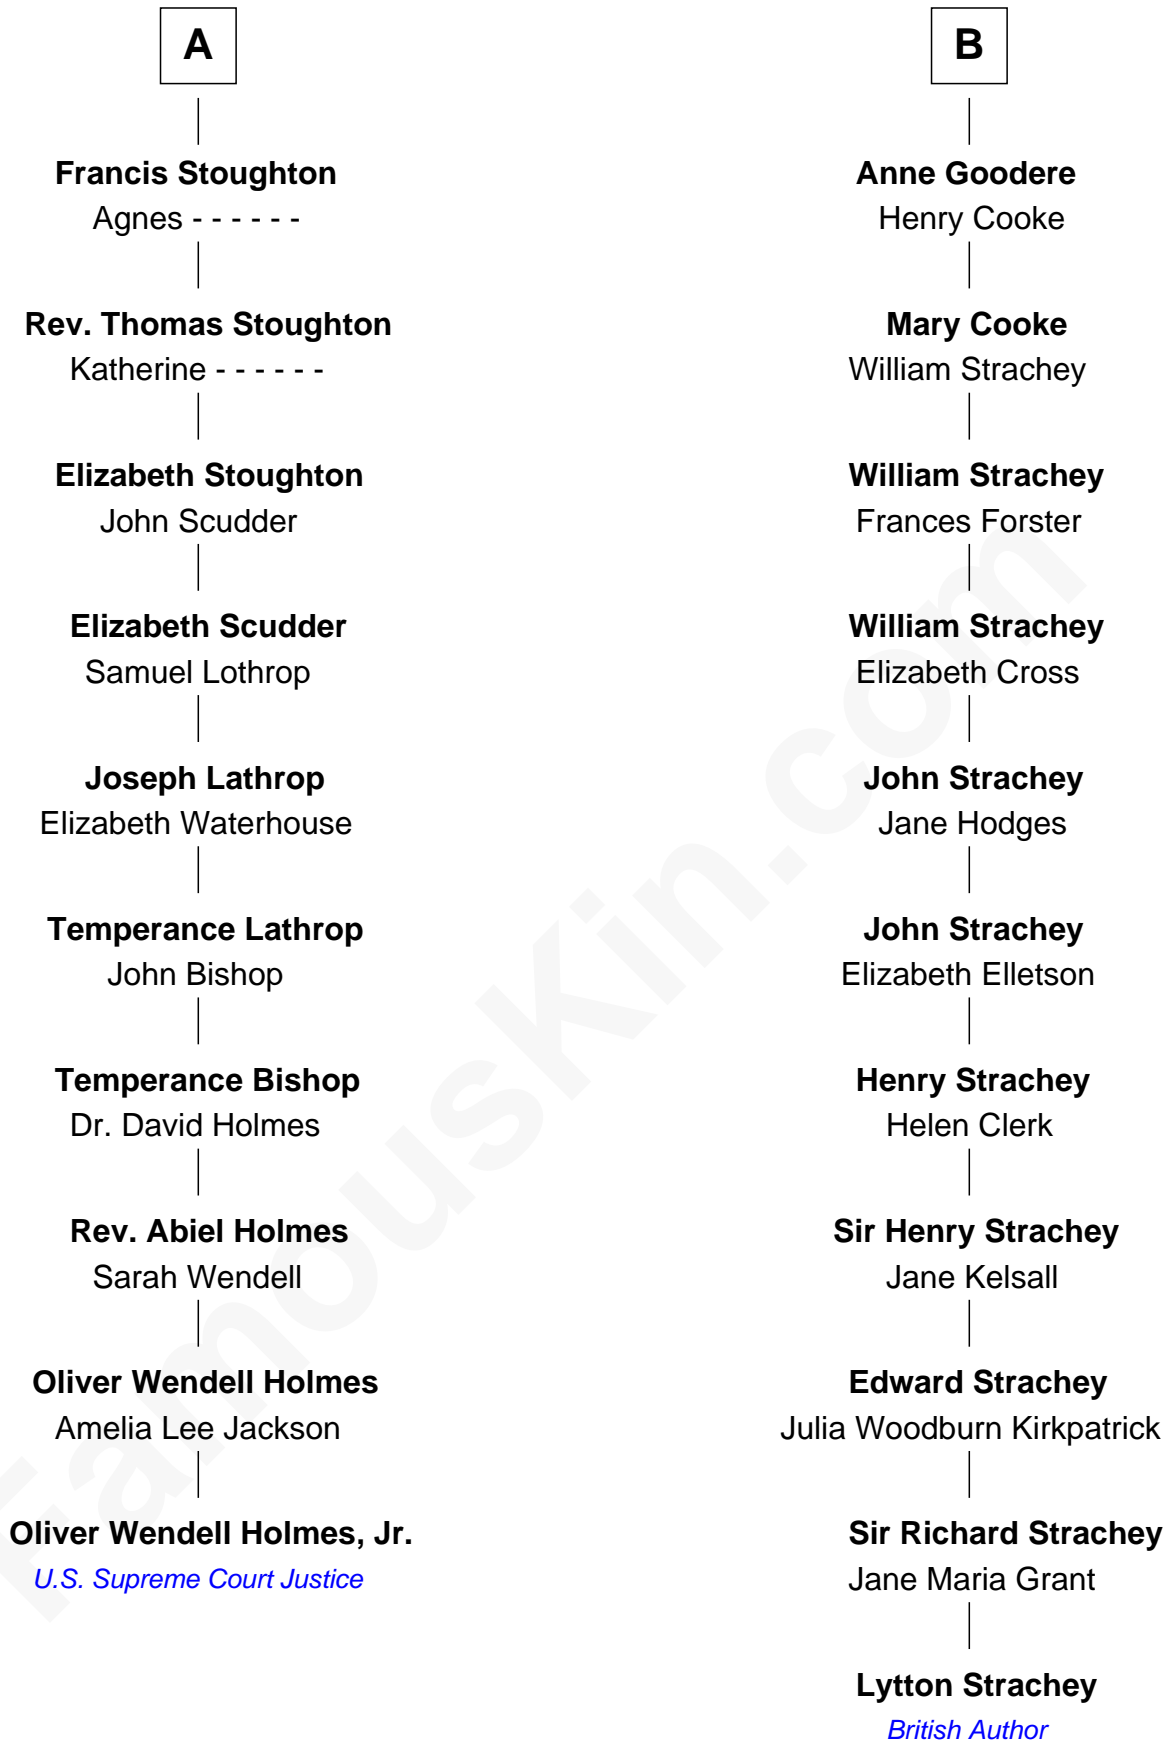 A
Francis Stoughton
Agnes - - - - - -
Rev. Thomas Stoughton
Katherine - - - - - -
Elizabeth Stoughton
John Scudder
Elizabeth Scudder
Samuel Lothrop
Joseph Lathrop
Elizabeth Waterhouse
Temperance Lathrop
John Bishop
Temperance Bishop
Dr. David Holmes
Rev. Abiel Holmes
Sarah Wendell
Oliver Wendell Holmes
Amelia Lee Jackson
Oliver Wendell Holmes, Jr.
U.S. Supreme Court Justice
B
Anne Goodere
Henry Cooke
Mary Cooke
William Strachey
William Strachey
Frances Forster
William Strachey
Elizabeth Cross
John Strachey
Jane Hodges
John Strachey
Elizabeth Elletson
Henry Strachey
Helen Clerk
Sir Henry Strachey
Jane Kelsall
Edward Strachey
Julia Woodburn Kirkpatrick
Sir Richard Strachey
Jane Maria Grant
Lytton Strachey
British Author
FamousKin.com